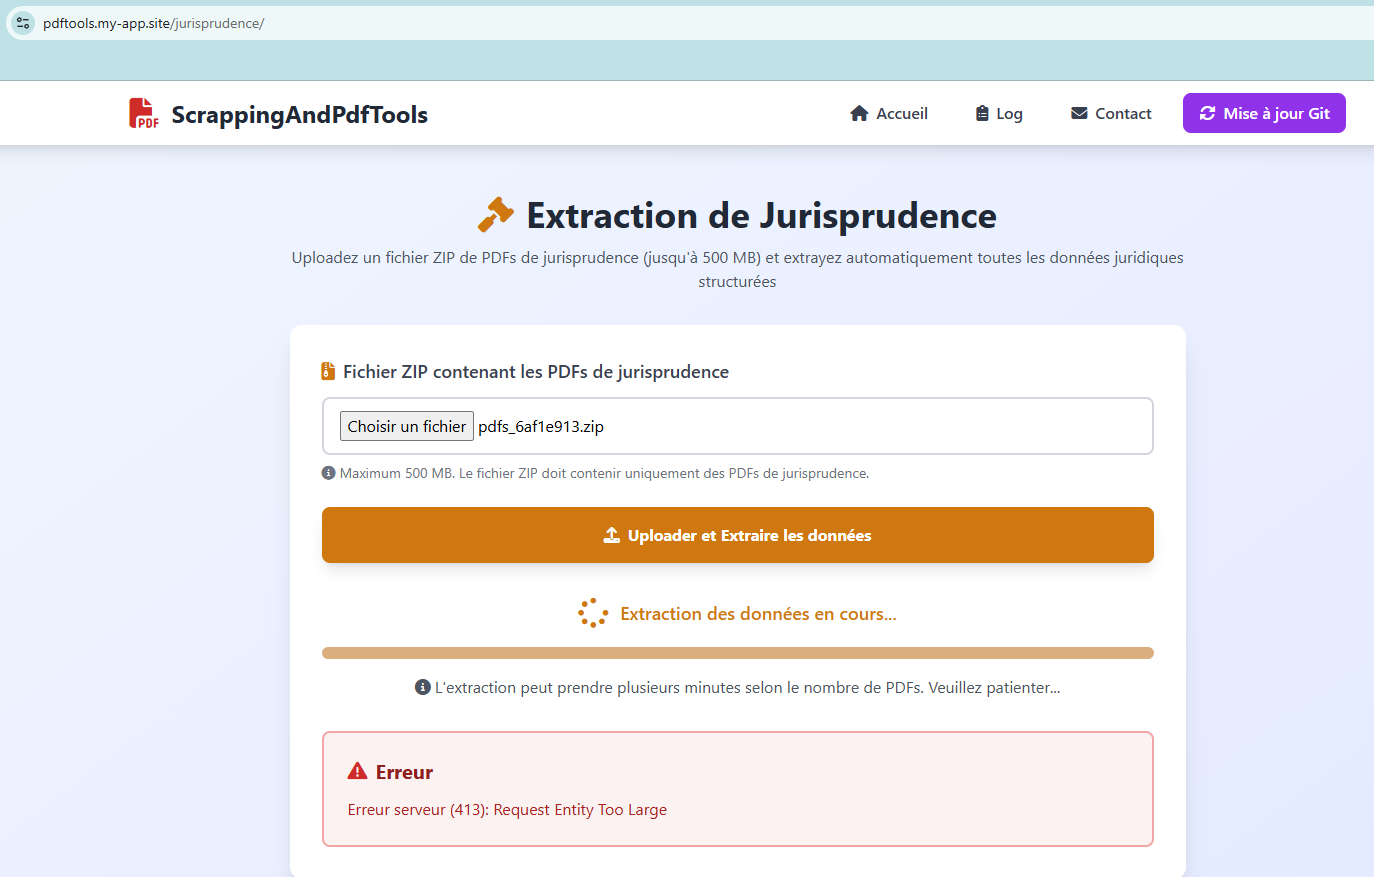 pdftools.my-app.site/jurisprudence/
PDF
ScrappingAndPdfTools
Accueil
Log
Contact
Mise à jour Git
Extraction de Jurisprudence
Uploadez un fichier ZIP de PDFs de jurisprudence (jusqu'à 500 MB) et extrayez automatiquement toutes les données juridiques
structurées
Fichier ZIP contenant les PDFs de jurisprudence
Choisir un fichier pdfs_6af1e913.zip
Maximum 500 MB. Le fichier ZIP doit contenir uniquement des PDFs de jurisprudence.
Uploader et Extraire les données
Extraction des données en cours...
L'extraction peut prendre plusieurs minutes selon le nombre de PDFs. Veuillez patienter...
Erreur
Erreur serveur (413): Request Entity Too Large